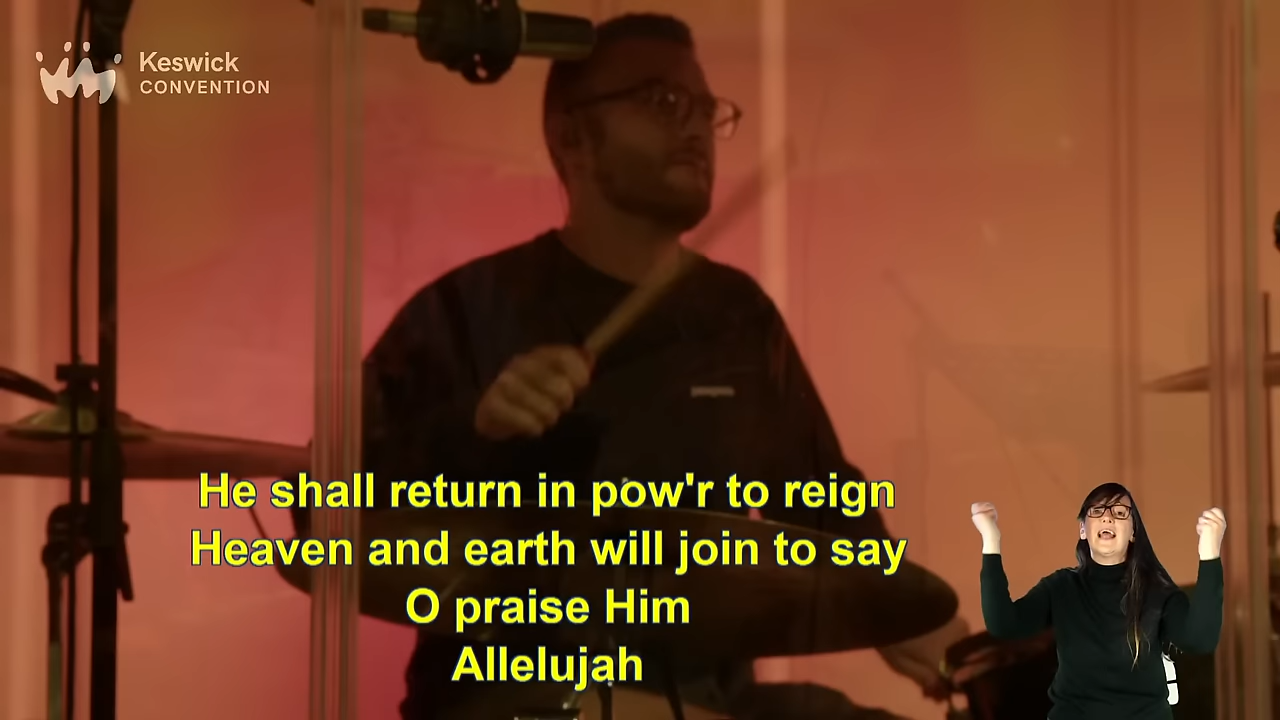 Keswick
CONVENTION
He shall return in pow'r to reign
Heaven and earth will join to say
O praise Him
Allelujah